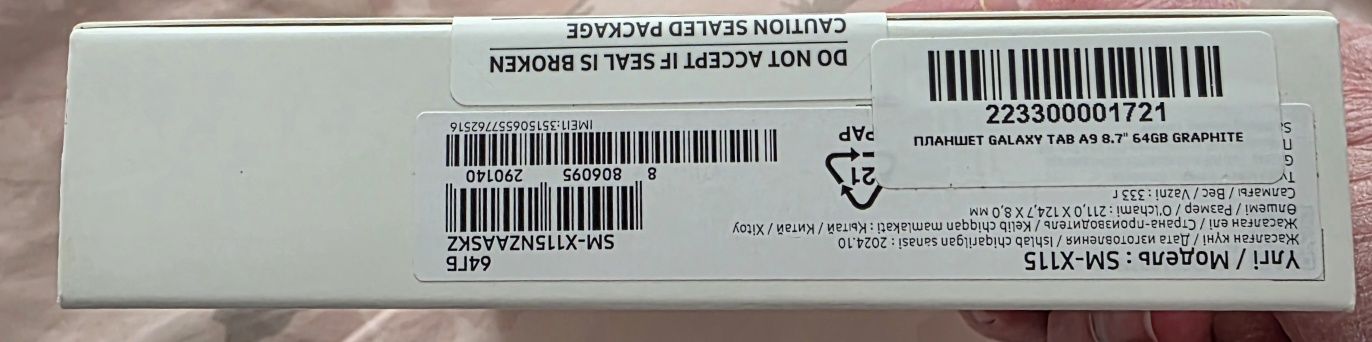 CAUTION SEALED PACKAGE
DO NOT ACCEPT IF SEAL IS BROKEN
223300001721
ПЛАНШЕТ GALAXY TAB A9 8.7" 64GB GRAPHITE
Үлгі / Модель : SM-X115
Жасалған күні / Дата изготовления / Ishlab chiqarilgan sanasi : 2024.10
Жасалған елі / Страна-производитель / Kelib chiqqan mamlakati : Қытай / Китай / Xitoy
Өлшемі / Размер / O'lchami : 211,0 X 124,7 X 8,0 мм
Салмағы / Вес / Vazni : 333 г
64ГБ
SM-X115NZAASKZ
8 806095 290140
IMEI1:351506557762516
21
PAP